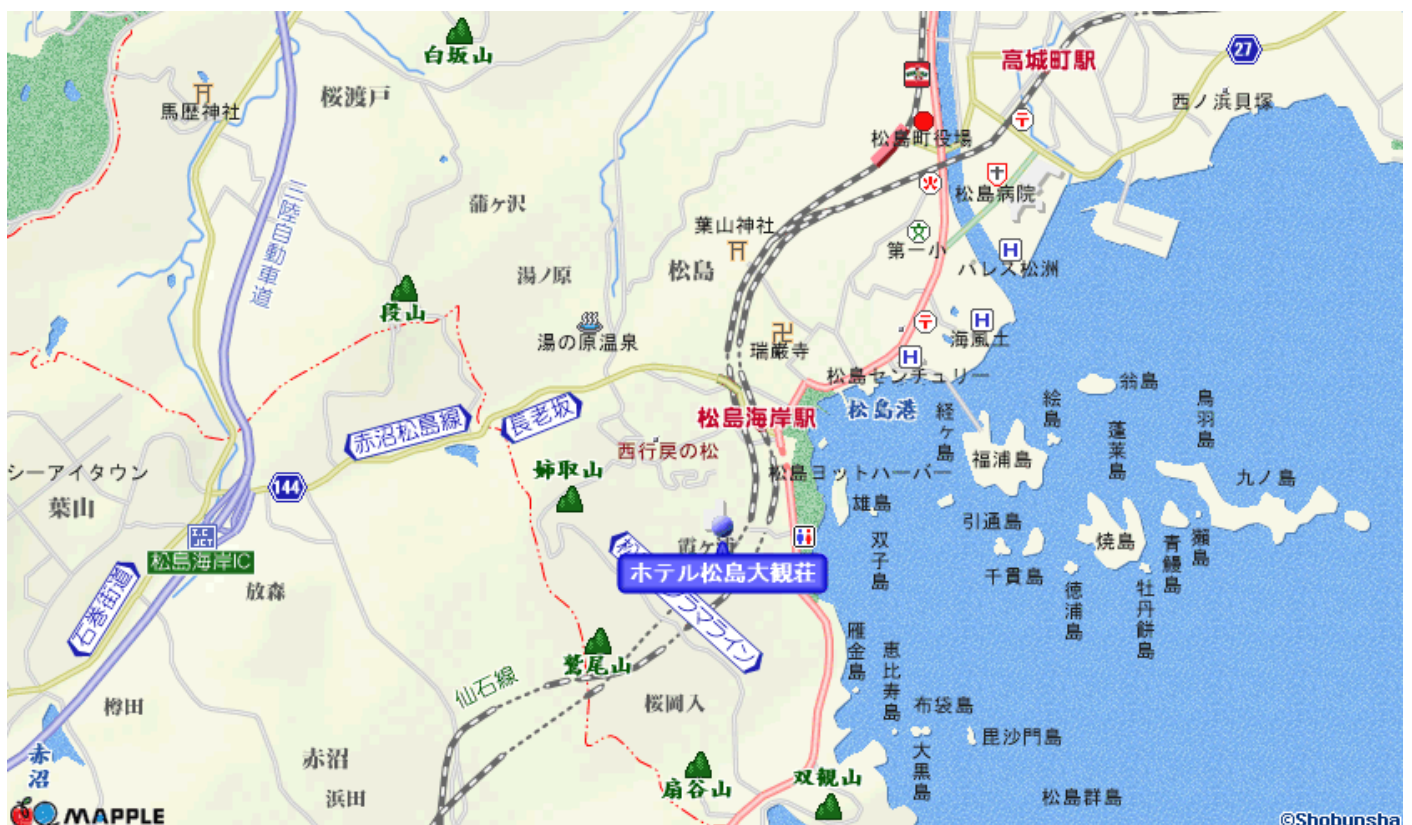 白坂山
高城町駅
27
馬歴神社
桜渡戸
西ノ浜貝塚
松島町役場
三陸自動車道
蒲ヶ沢
松島病院
葉山神社
第一小
H
パレス松洲
湯ノ原
松島
段山
湯の原温泉
瑞厳寺
H
海風土
H
松島センチュリー
翁島
絵島
鳥羽島
赤沼松島線
長老坂
松島海岸駅
松島港
経ヶ島
蓬莱島
西行戻の松
シーアイタウン
姉取山
松島ヨットハーバー
福浦島
九ノ島
144
葉山
雄島
引通島
双子島
焼島
青鰻島
獺島
I.C
JCT
松島海岸IC
霞ヶ浦
ホテル松島大観荘
千貫島
徳浦島
牡丹餅島
石巻街道
放森
ラマライン
雁金島
恵比寿島
鷲尾山
仙石線
桜岡入
布袋島
毘沙門島
大黒島
樽田
赤沼
赤沼
浜田
扇谷山
双観山
松島群島
MAPPLE
©Shobunsha